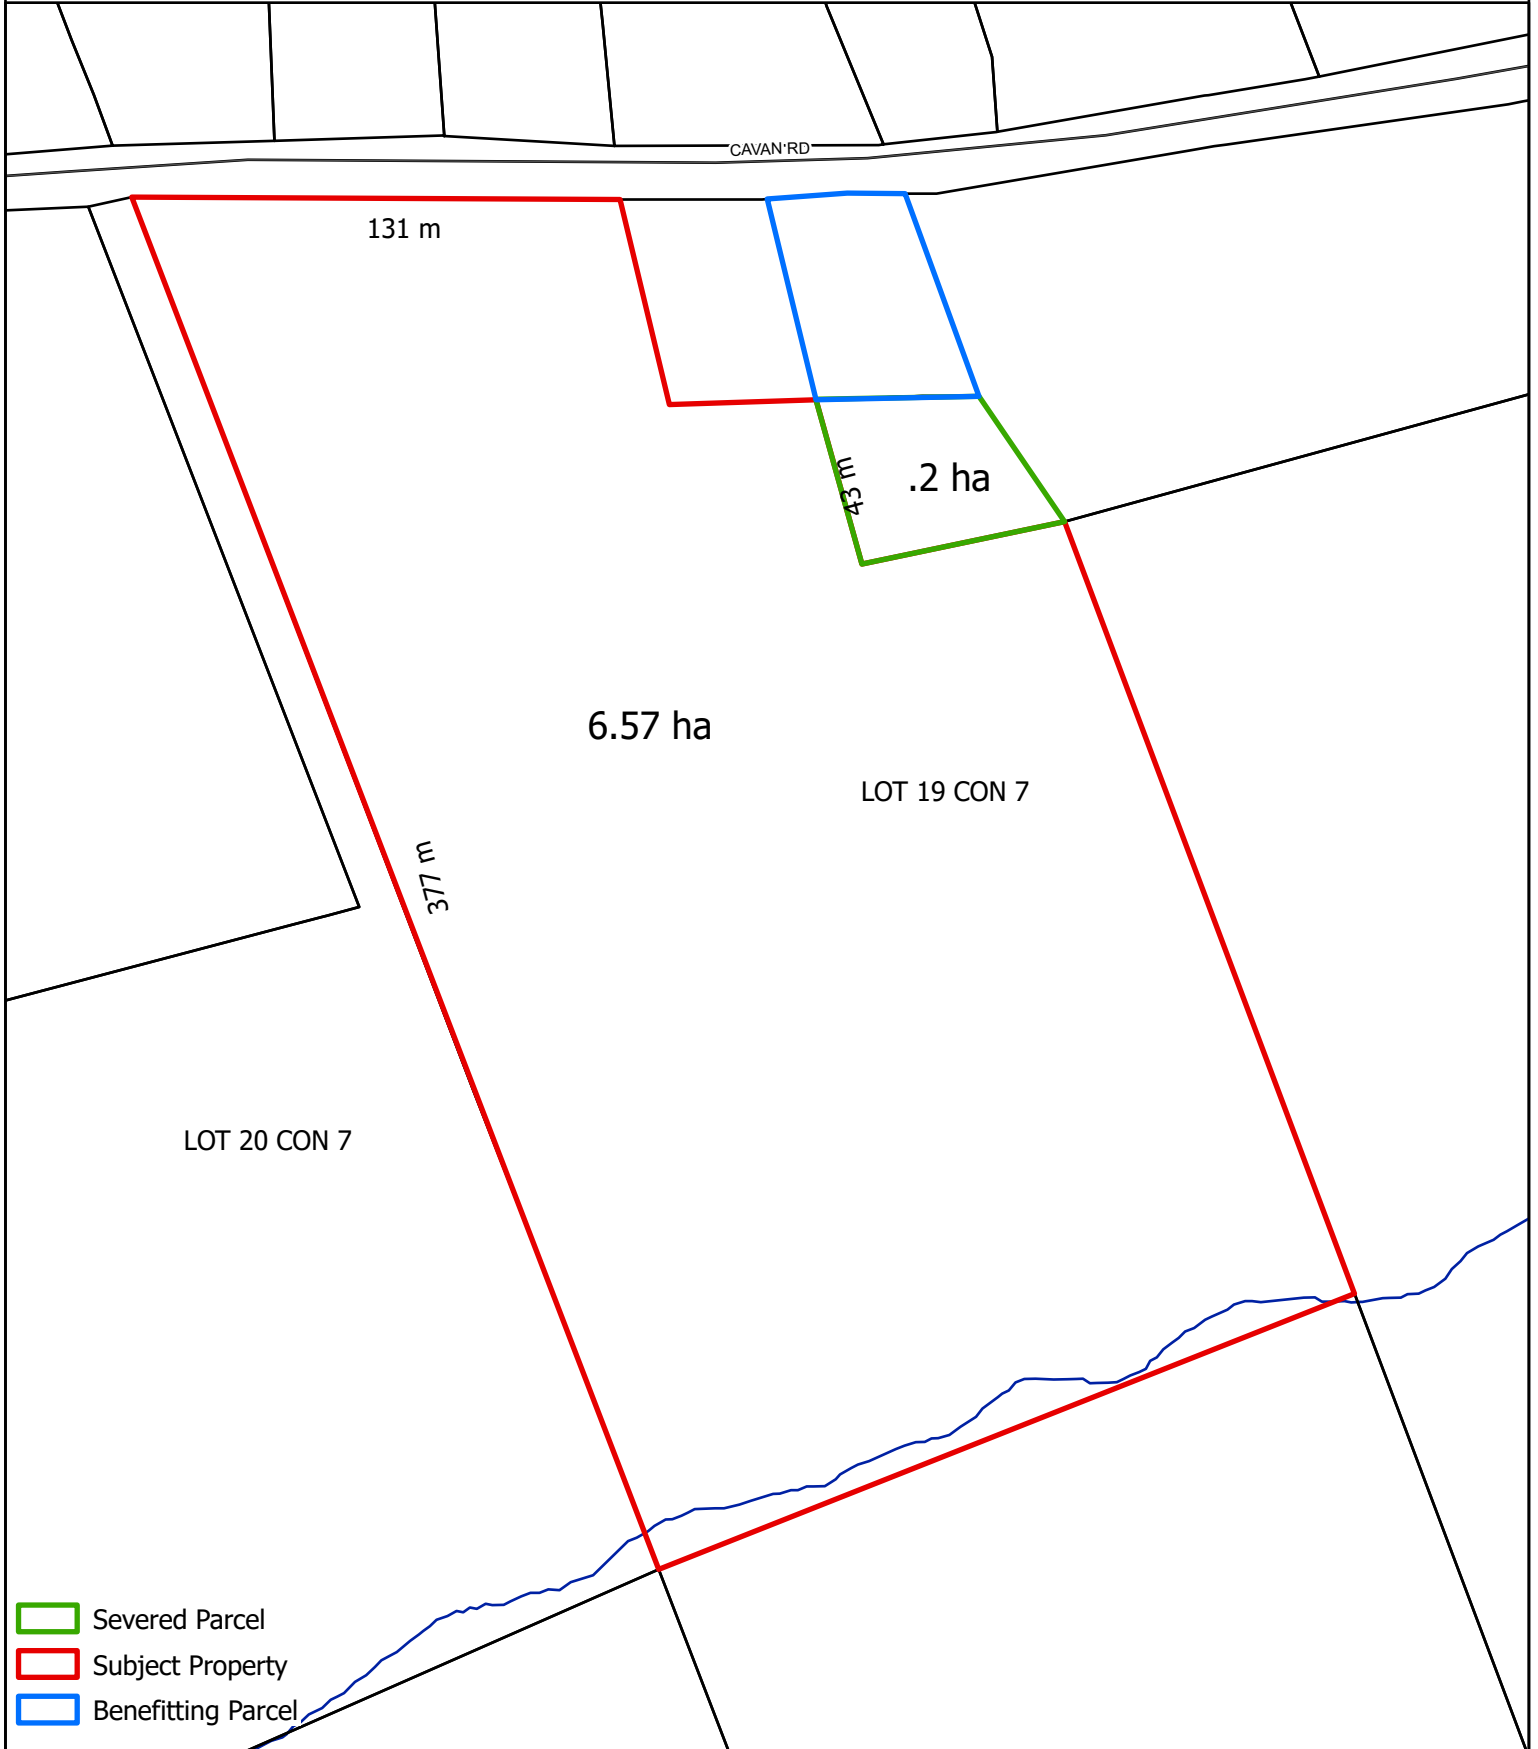 CAVAN RD
131 m
43 m
.2 ha
6.57 ha
LOT 19 CON 7
377 m
LOT 20 CON 7
Severed Parcel
Subject Property
Benefitting Parcel